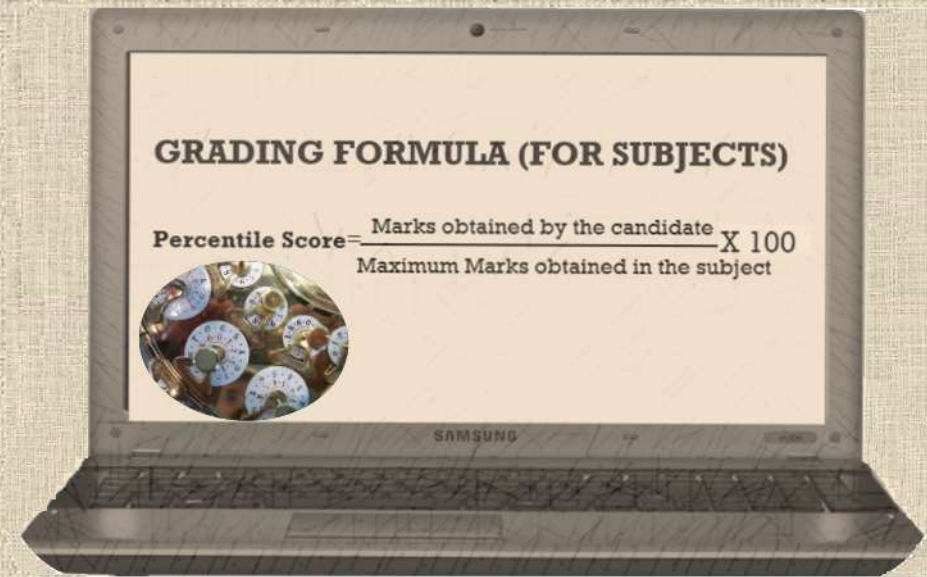 GRADING FORMULA (FOR SUBJECTS)
Percentile Score= Marks obtained by the candidate X 100
Maximum Marks obtained in the subject
SAMSUNG